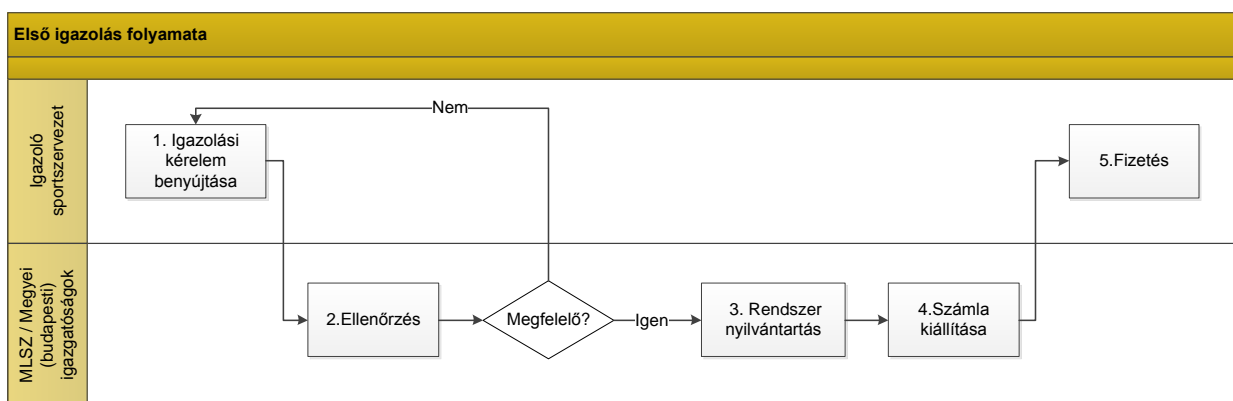 Első igazolás folyamata
Igazoló
sportszervezet
Nem
1. Igazolási
kérelem
benyújtása
5.Fizetés
MLSZ / Megyei
(budapesti)
igazgatóságok
2.Ellenőrzés
Megfelelő?
Igen
3. Rendszer
nyilvántartás
4.Számla
kiállítása